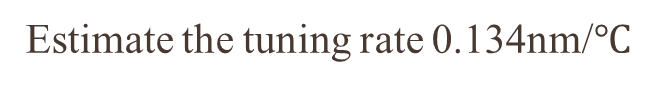 Estimate the tuning rate 0.134nm/℃